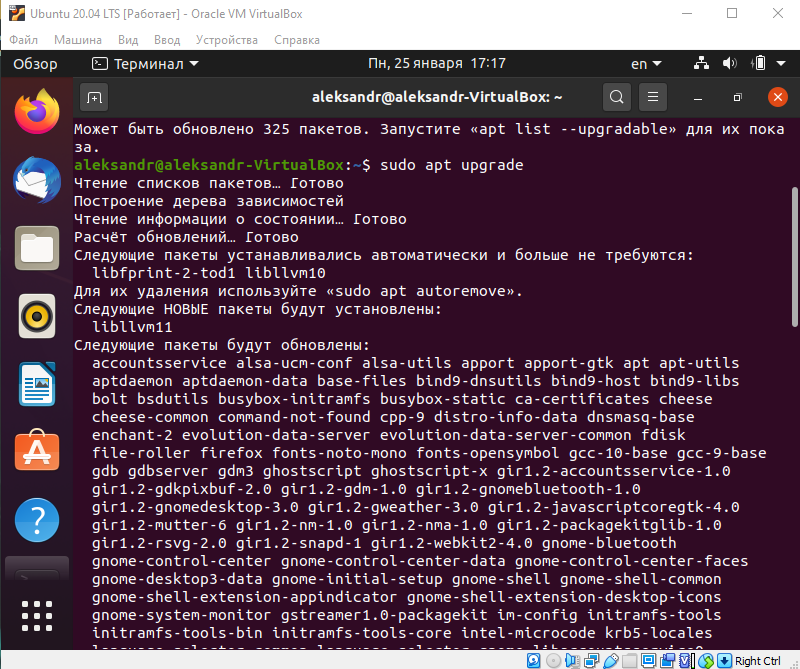 Ubuntu 20.04 LTS [Работает] - Oracle VM VirtualBox
Файл Машина Вид Ввод Устройства Справка
Обзор Терминал Пн, 25 января 17:17 en
aleksandr@aleksandr-VirtualBox: ~
Может быть обновлено 325 пакетов. Запустите «apt list --upgradable» для их пока
за.
aleksandr@aleksandr-VirtualBox:~$ sudo apt upgrade
Чтение списков пакетов… Готово
Построение дерева зависимостей
Чтение информации о состоянии… Готово
Расчёт обновлений… Готово
Следующие пакеты устанавливались автоматически и больше не требуются:
libfprint-2-tod1 libllvm10
Для их удаления используйте «sudo apt autoremove».
Следующие НОВЫЕ пакеты будут установлены:
libllvm11
Следующие пакеты будут обновлены:
accountsservice alsa-ucm-conf alsa-utils apport apport-gtk apt apt-utils
aptdaemon aptdaemon-data base-files bind9-dnsutils bind9-host bind9-libs
bolt bsdutils busybox-initramfs busybox-static ca-certificates cheese
cheese-common command-not-found cpp-9 distro-info-data dnsmasq-base
enchant-2 evolution-data-server evolution-data-server-common fdisk
file-roller firefox fonts-noto-mono fonts-opensymbol gcc-10-base gcc-9-base
gdb gdbserver gdm3 ghostscript ghostscript-x gir1.2-accountsservice-1.0
gir1.2-gdkpixbuf-2.0 gir1.2-gdm-1.0 gir1.2-gnomebluetooth-1.0
gir1.2-gnomedesktop-3.0 gir1.2-gweather-3.0 gir1.2-javascriptcoregtk-4.0
gir1.2-mutter-6 gir1.2-nm-1.0 gir1.2-nma-1.0 gir1.2-packagekitglib-1.0
gir1.2-rsvg-2.0 gir1.2-snapd-1 gir1.2-webkit2-4.0 gnome-bluetooth
gnome-control-center gnome-control-center-data gnome-control-center-faces
gnome-desktop3-data gnome-initial-setup gnome-shell gnome-shell-common
gnome-shell-extension-appindicator gnome-shell-extension-desktop-icons
gnome-system-monitor gstreamer1.0-packagekit im-config initramfs-tools
initramfs-tools-bin initramfs-tools-core intel-microcode krb5-locales
Right Ctrl